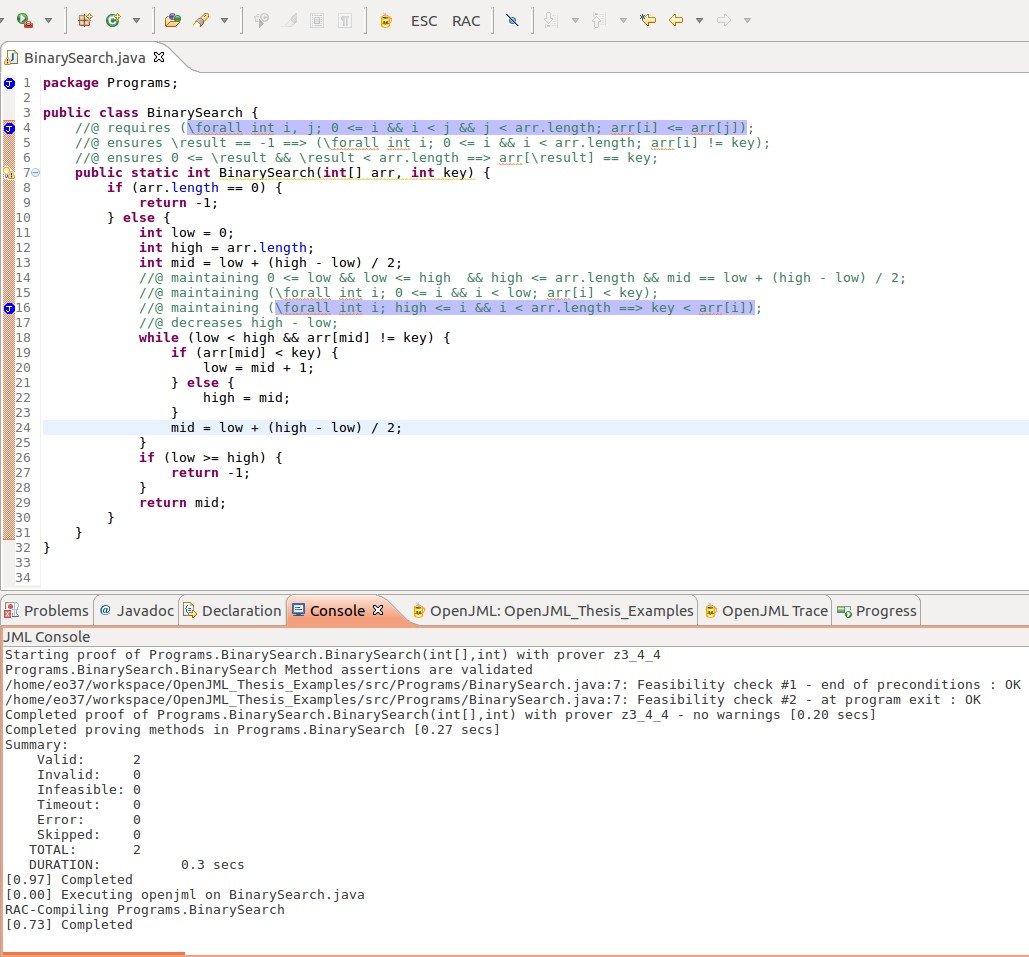 ESC RAC
BinarySearch.java
1 package Programs;
2
3 public class BinarySearch {
4 //@ requires (\forall int i, j; 0 <= i && i < j && j < arr.length; arr[i] <= arr[j]);
5 //@ ensures \result == -1 ==> (\forall int i; 0 <= i && i < arr.length; arr[i] != key);
6 //@ ensures 0 <= \result && \result < arr.length ==> arr[\result] == key;
7 public static int BinarySearch(int[] arr, int key) {
8 if (arr.length == 0) {
9 return -1;
10 } else {
11 int low = 0;
12 int high = arr.length;
13 int mid = low + (high - low) / 2;
14 //@ maintaining 0 <= low && low <= high  && high <= arr.length && mid == low + (high - low) / 2;
15 //@ maintaining (\forall int i; 0 <= i && i < low; arr[i] < key);
16 //@ maintaining (\forall int i; high <= i && i < arr.length ==> key < arr[i]);
17 //@ decreases high - low;
18 while (low < high && arr[mid] != key) {
19 if (arr[mid] < key) {
20 low = mid + 1;
21 } else {
22 high = mid;
23 }
24 mid = low + (high - low) / 2;
25 }
26 if (low >= high) {
27 return -1;
28 }
29 return mid;
30 }
31 }
32 }
33
34
Problems @ Javadoc Declaration Console OpenJML: OpenJML_Thesis_Examples OpenJML Trace Progress
JML Console
Starting proof of Programs.BinarySearch.BinarySearch(int[],int) with prover z3_4_4
Programs.BinarySearch.BinarySearch Method assertions are validated
/home/eo37/workspace/OpenJML_Thesis_Examples/src/Programs/BinarySearch.java:7: Feasibility check #1 - end of preconditions : OK
/home/eo37/workspace/OpenJML_Thesis_Examples/src/Programs/BinarySearch.java:7: Feasibility check #2 - at program exit : OK
Completed proof of Programs.BinarySearch.BinarySearch(int[],int) with prover z3_4_4 - no warnings [0.20 secs]
Completed proving methods in Programs.BinarySearch [0.27 secs]
Summary:
Valid: 2
Invalid: 0
Infeasible: 0
Timeout: 0
Error: 0
Skipped: 0
TOTAL: 2
DURATION: 0.3 secs
[0.97] Completed
[0.00] Executing openjml on BinarySearch.java
RAC-Compiling Programs.BinarySearch
[0.73] Completed